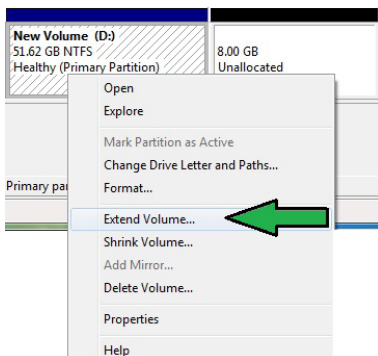 New Volume (D:)
51.62 GB NTFS
Healthy (Primary Partition)
8.00 GB
Unallocated
Open
Explore
Mark Partition as Active
Change Drive Letter and Paths...
Format...
Primary
Extend Volume...
Shrink Volume...
Add Mirror...
Delete Volume...
Properties
Help